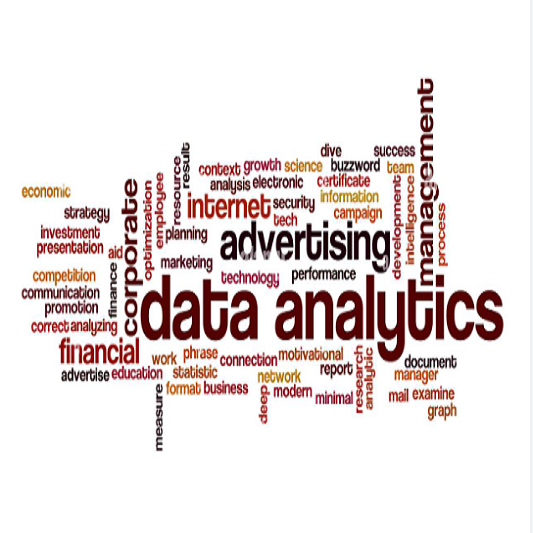 dive
success
result
resource
context
growth
science
buzzword
team
management
analysis
electronic
certificate
economic
corporate
optimization
employee
internet
security
information
campaign
development
intelligence
process
strategy
tech
investment
presentation
aid
planning
advertising
marketing
technology
performance
competition
finance
communication
promotion
data analytics
correct
analyzing
financial
work
phrase
connection
motivational
document
advertise
education
statistic
network
report
research
analytic
manager
format
business
measure
deep
modern
minimal
mail
examine
graph